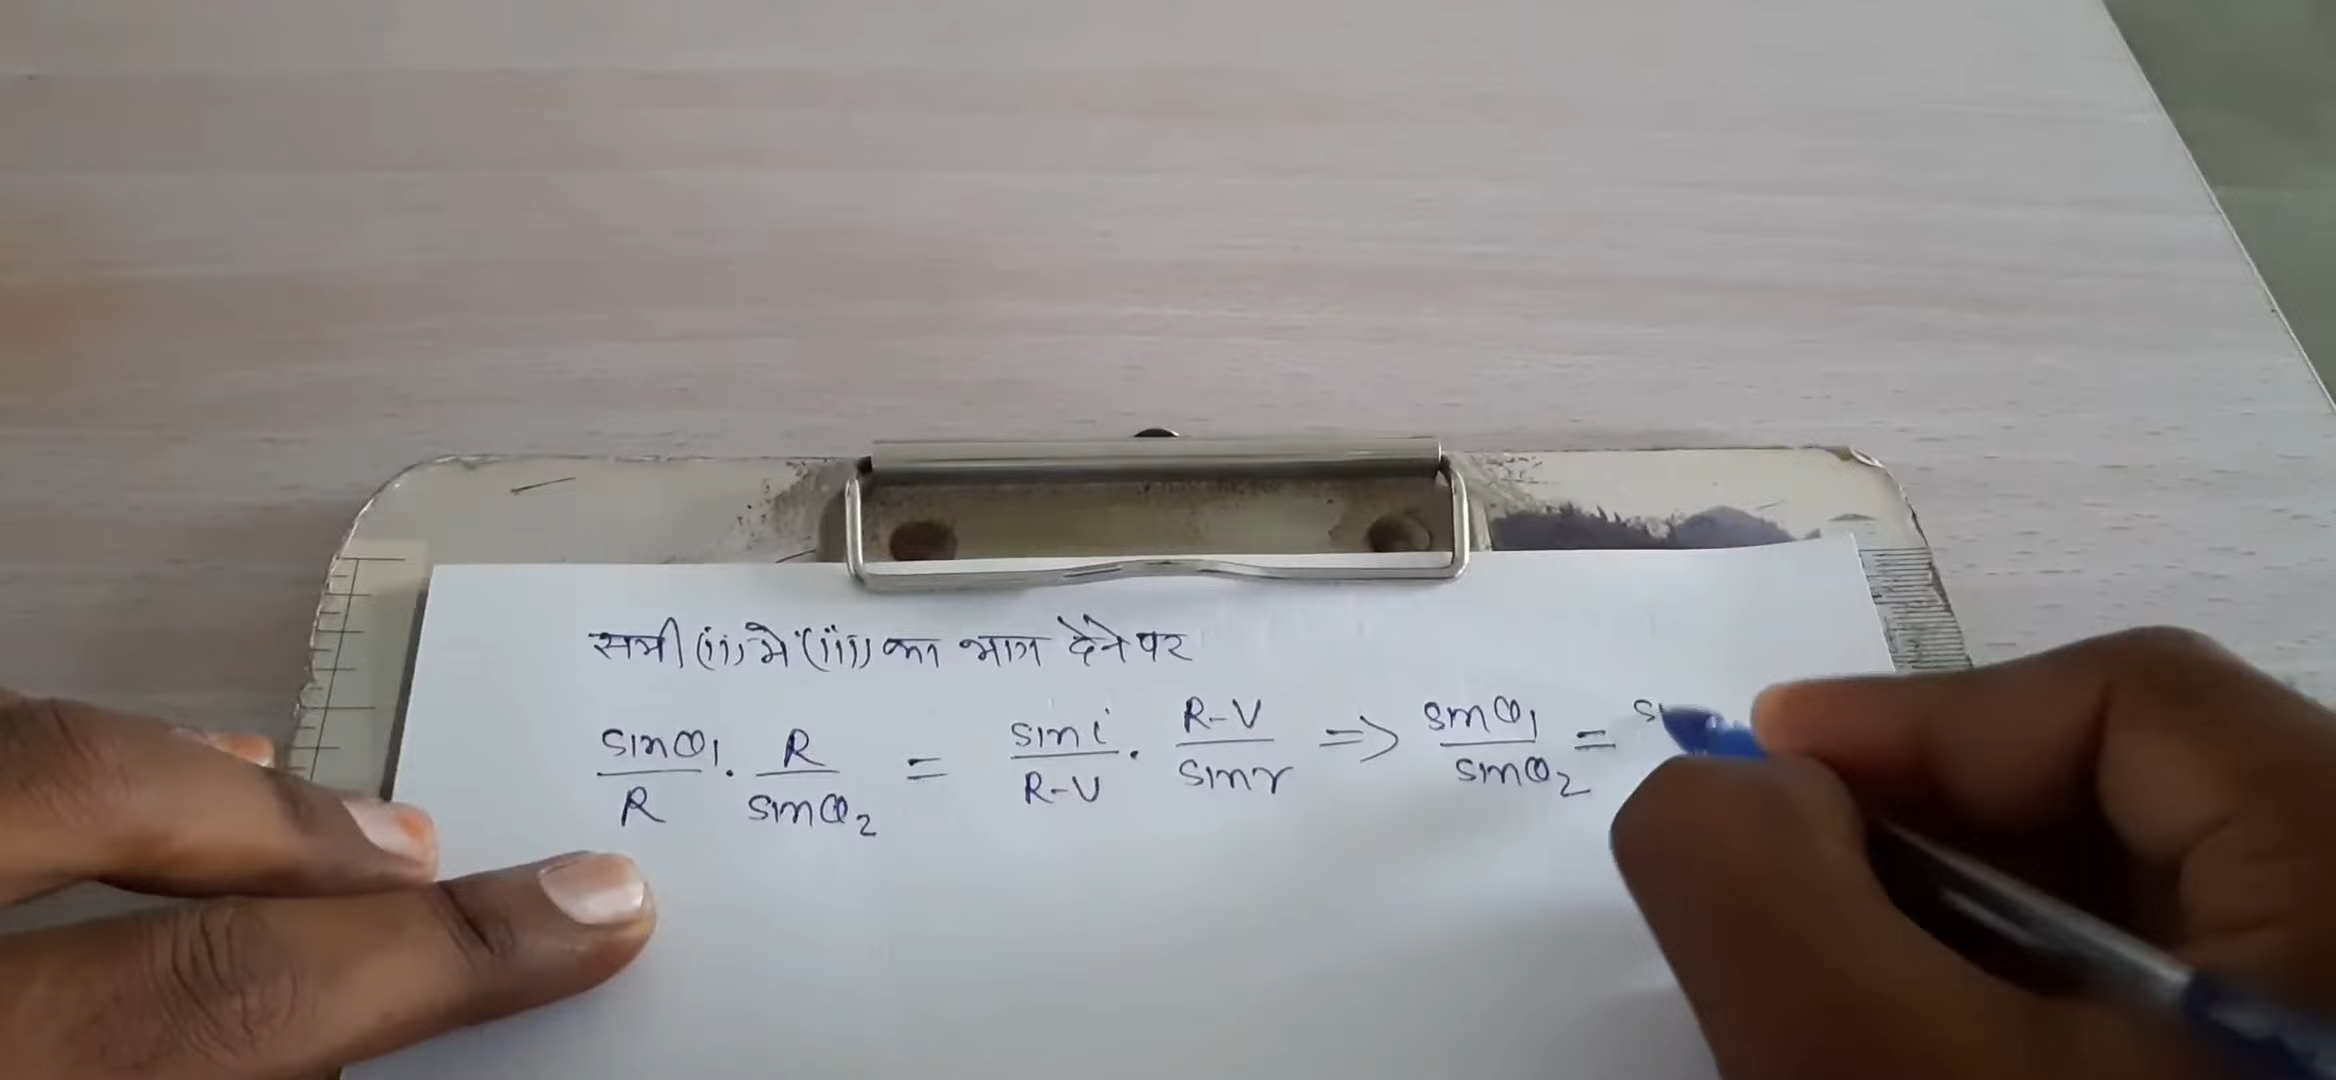 समी (ii) मे (iii) का भाग देने पर
sinθ₁/R · R/sinθ₂ = sin i/R-V · R-V/sin r => sinθ₁/sinθ₂ = s